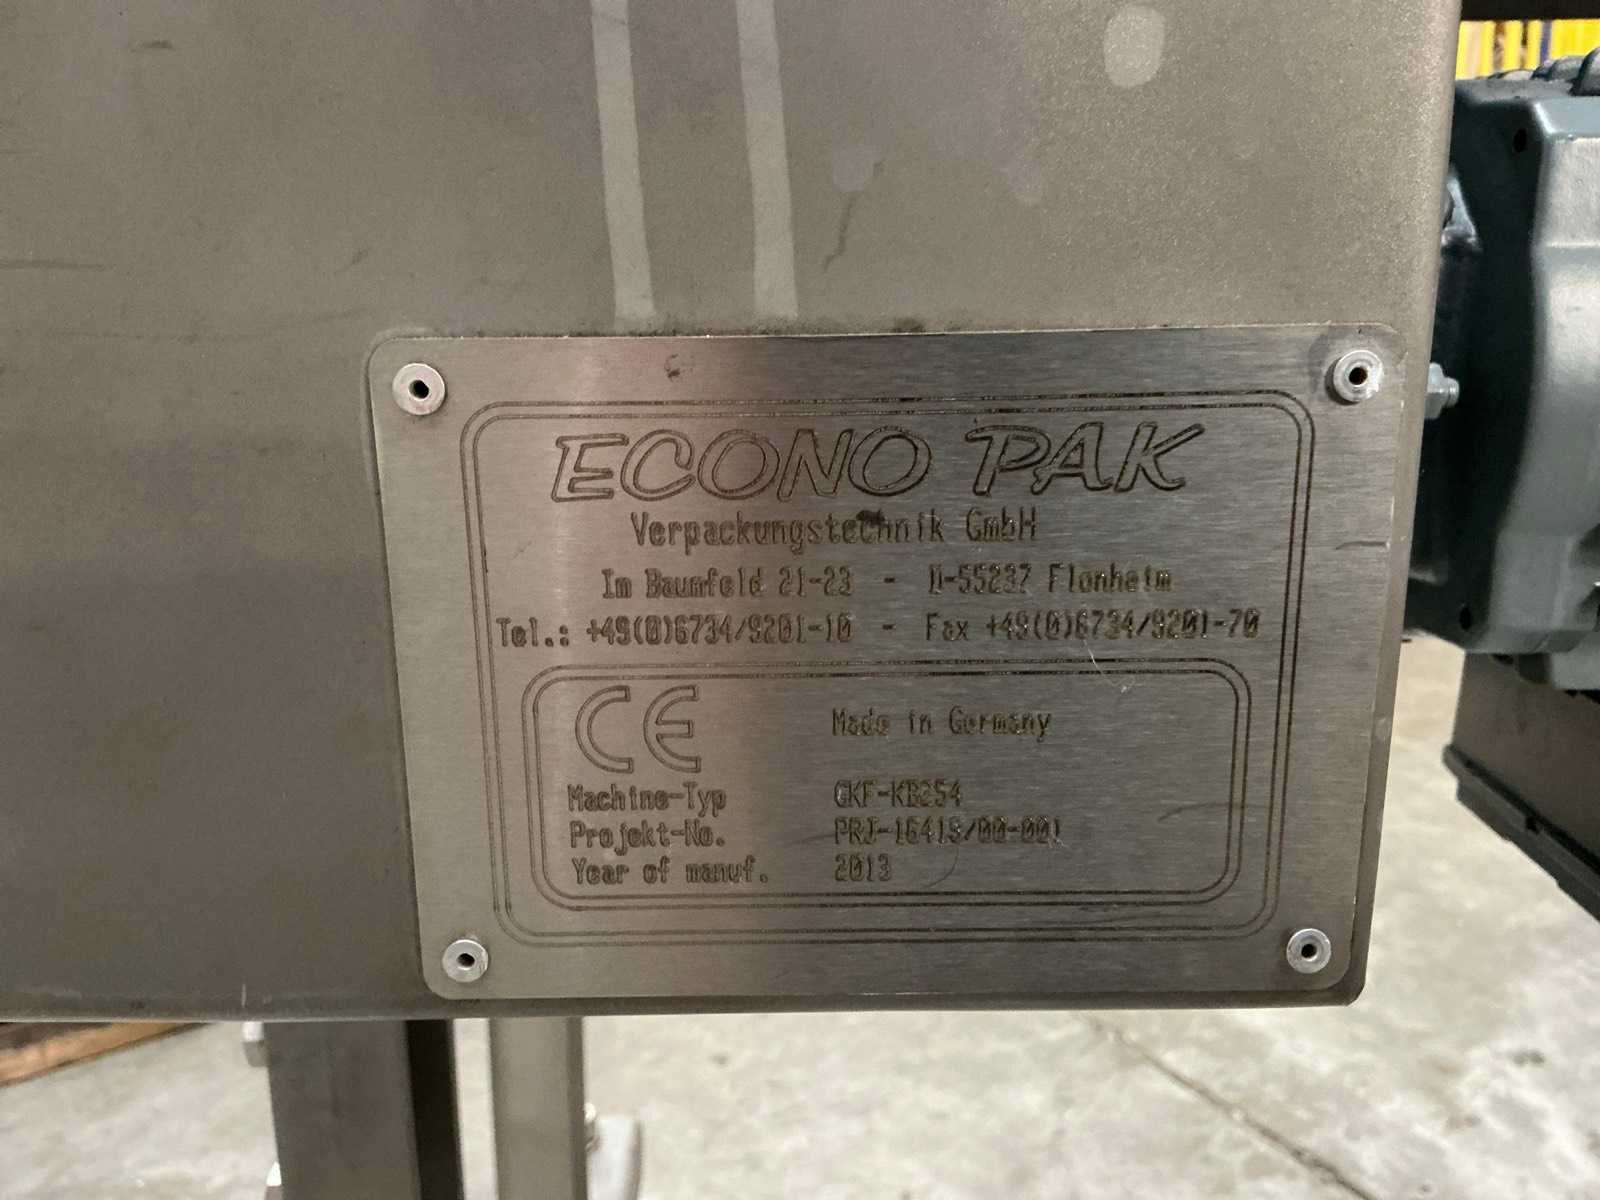 ECONO PAK
Verpackungstechnik GmbH
Im Baumfeld 21-23 - D-55237 Flonheim
Tel.: +49(0)6734/9201-10 - Fax +49(0)6734/9201-70
CE
Made in Germany
Machine-Typ GKF-KB254
Projekt-No. PRJ-16419/00-001
Year of manuf. 2013